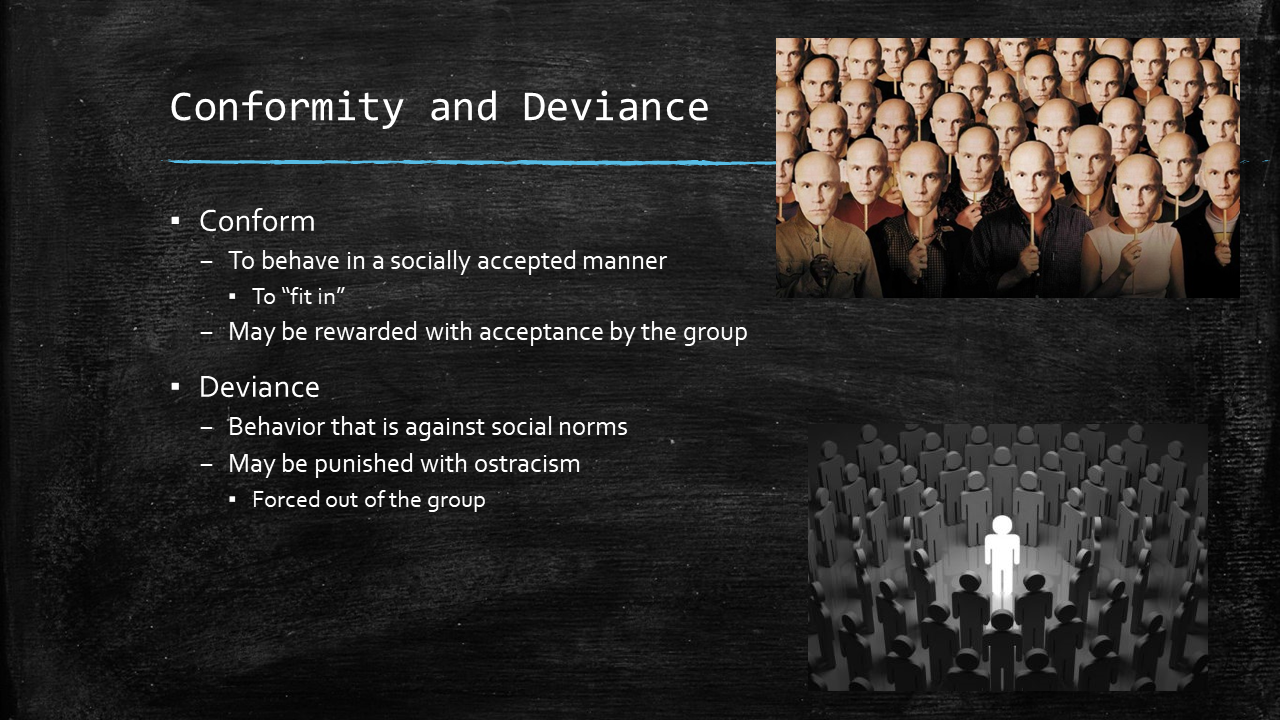 Conformity and Deviance
▪ Conform
– To behave in a socially accepted manner
▪ To “fit in”
– May be rewarded with acceptance by the group
▪ Deviance
– Behavior that is against social norms
– May be punished with ostracism
▪ Forced out of the group